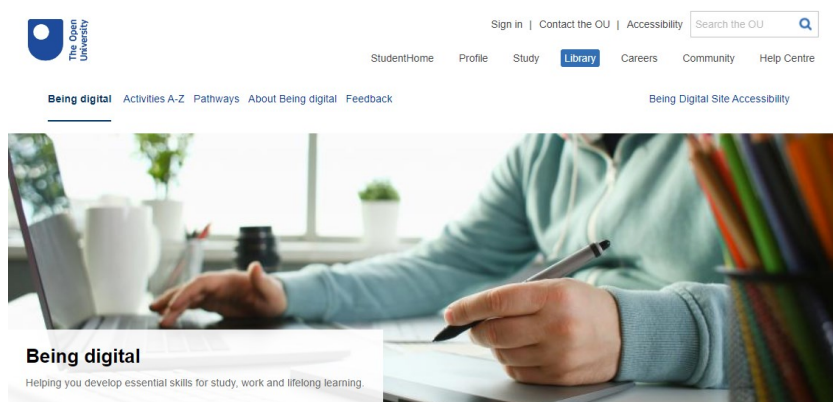 The Open
University
Sign in | Contact the OU | Accessibility
Search the OU
StudentHome Profile Study Library Careers Community Help Centre
Being digital Activities A-Z Pathways About Being digital Feedback
Being Digital Site Accessibility
Being digital
Helping you develop essential skills for study, work and lifelong learning.